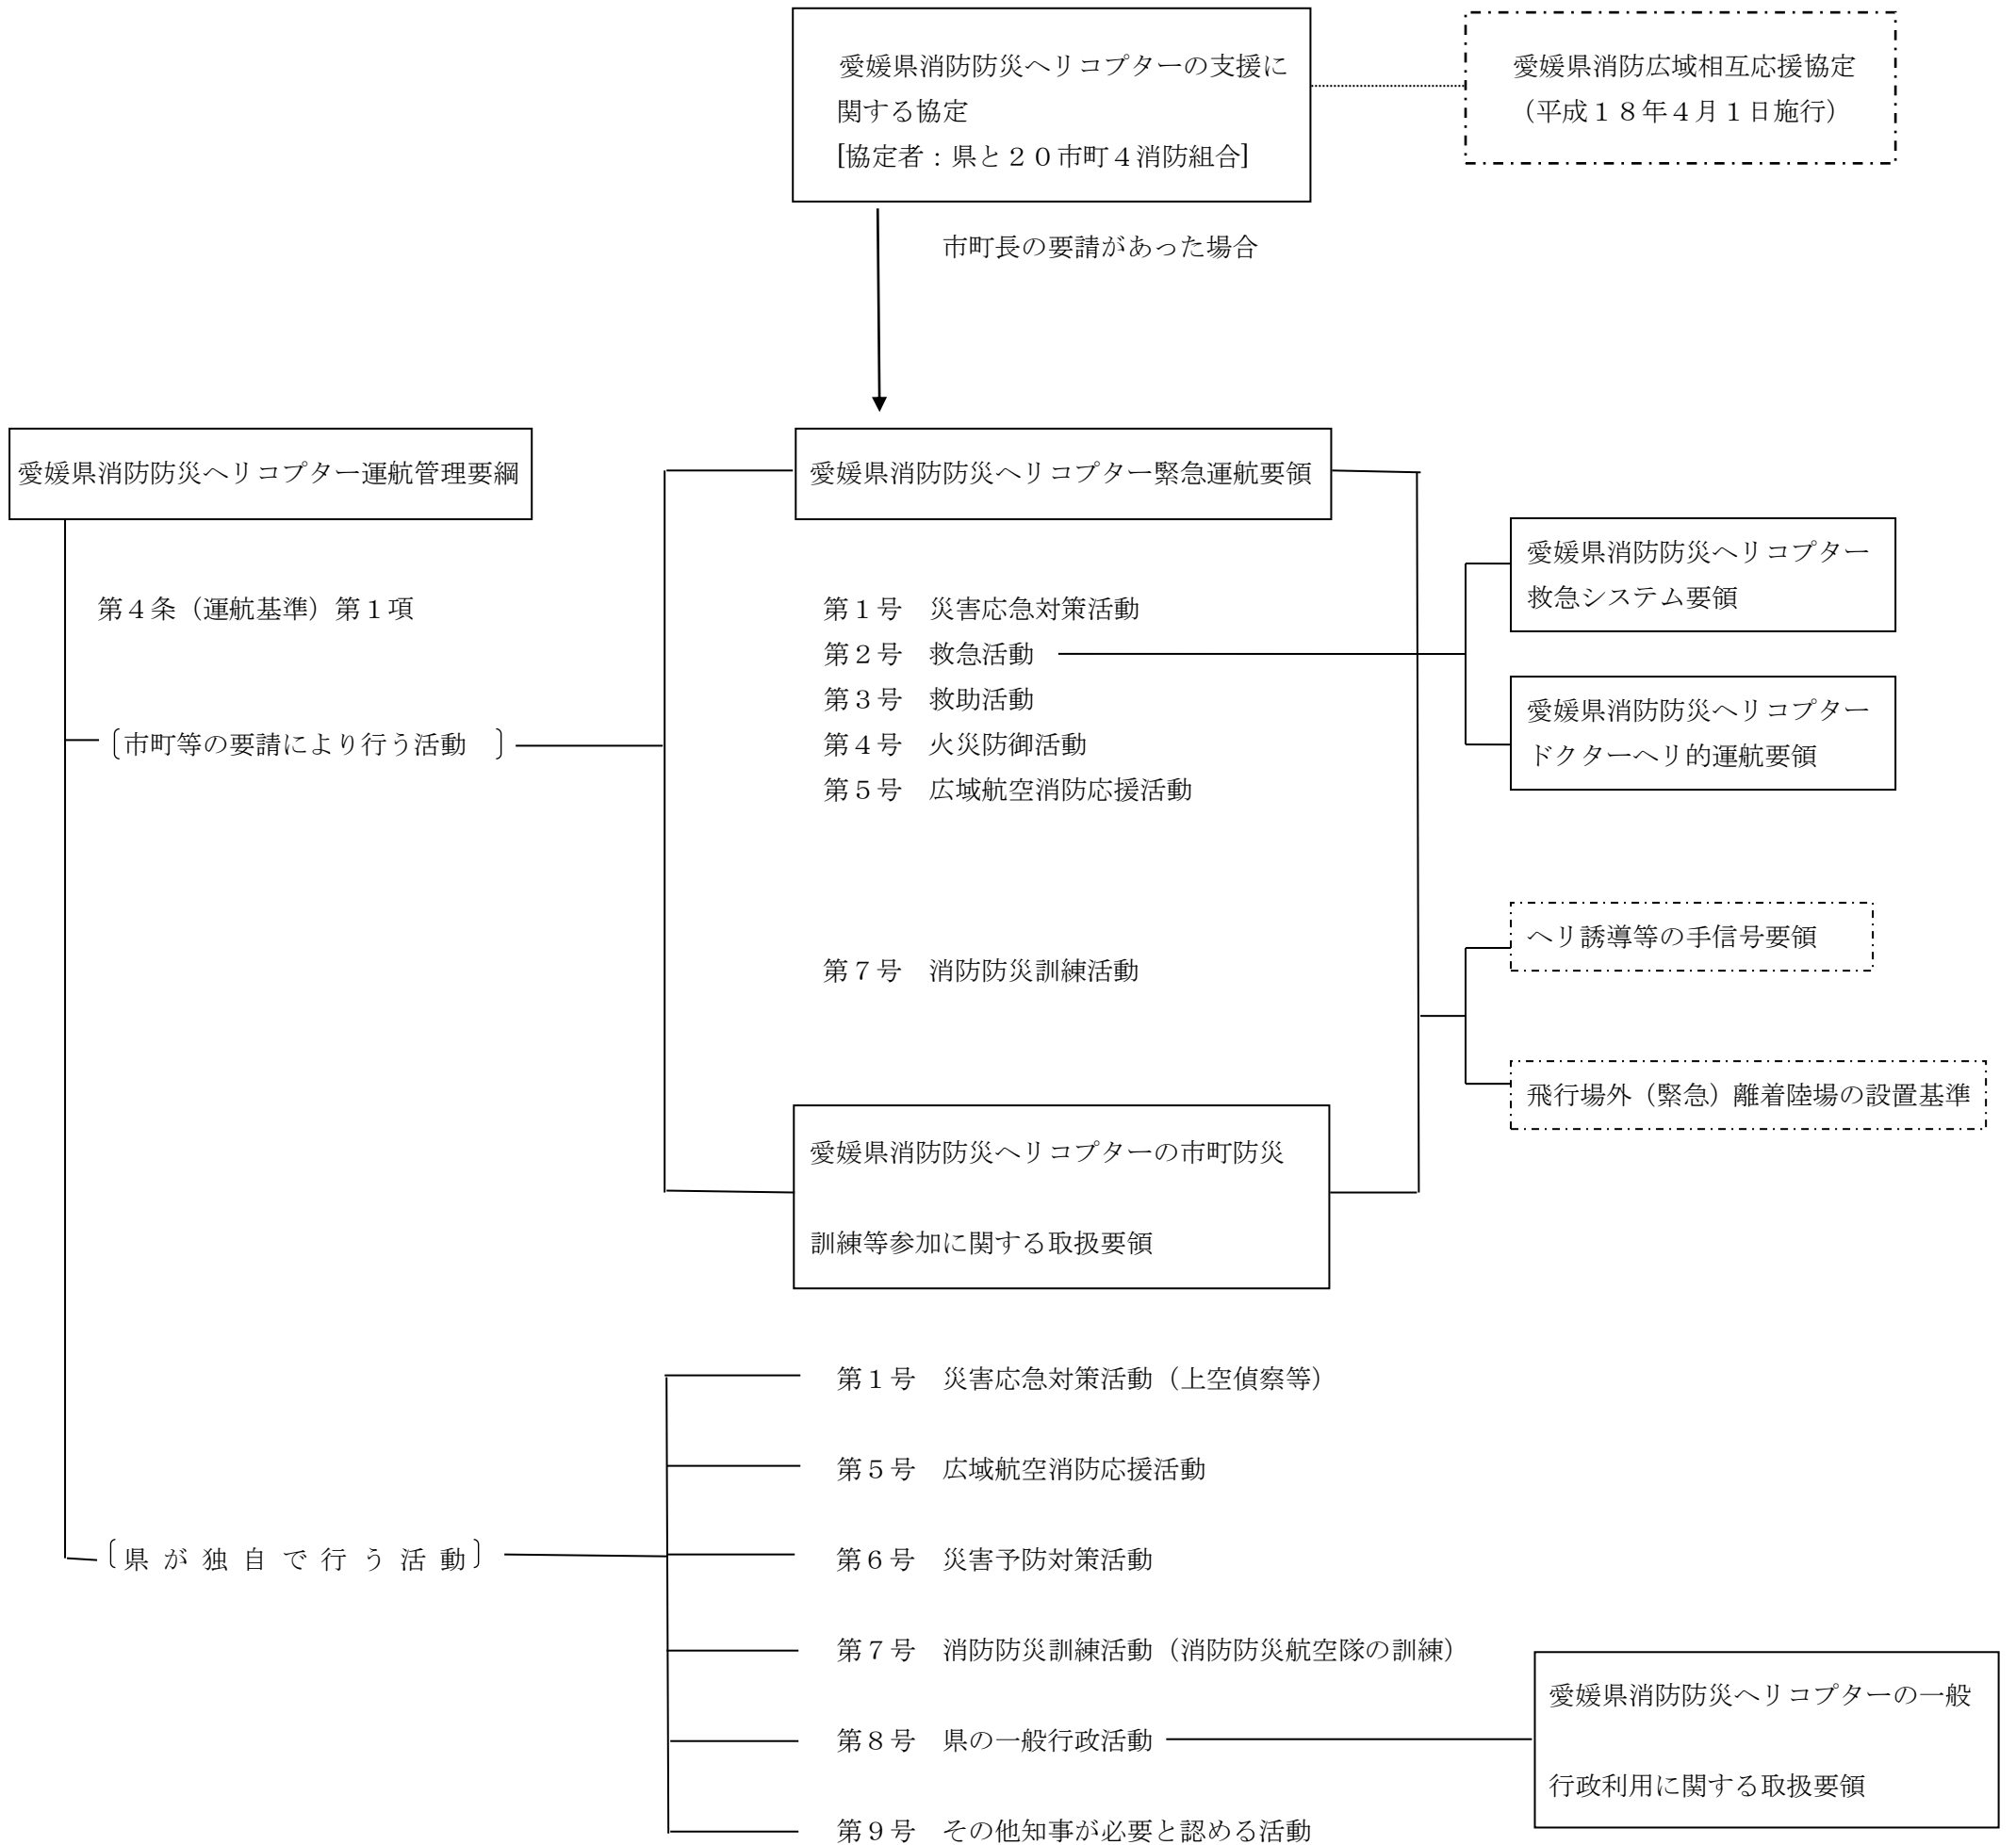 愛媛県消防防災ヘリコプターの支援に
関する協定
[協定者：県と２０市町４消防組合]
愛媛県消防広域相互応援協定
（平成１８年４月１日施行）
市町長の要請があった場合
愛媛県消防防災ヘリコプター運航管理要綱
愛媛県消防防災ヘリコプター緊急運航要領
第４条（運航基準）第１項
〔市町等の要請により行う活動　〕
第１号　災害応急対策活動
第２号　救急活動
第３号　救助活動
第４号　火災防御活動
第５号　広域航空消防応援活動
第７号　消防防災訓練活動
愛媛県消防防災ヘリコプター
救急システム要領
愛媛県消防防災ヘリコプター
ドクターヘリ的運航要領
ヘリ誘導等の手信号要領
飛行場外（緊急）離着陸場の設置基準
愛媛県消防防災ヘリコプターの市町防災
訓練等参加に関する取扱要領
〔県が独自で行う活動〕
第１号　災害応急対策活動（上空偵察等）
第５号　広域航空消防応援活動
第６号　災害予防対策活動
第７号　消防防災訓練活動（消防防災航空隊の訓練）
第８号　県の一般行政活動
第９号　その他知事が必要と認める活動
愛媛県消防防災ヘリコプターの一般
行政利用に関する取扱要領